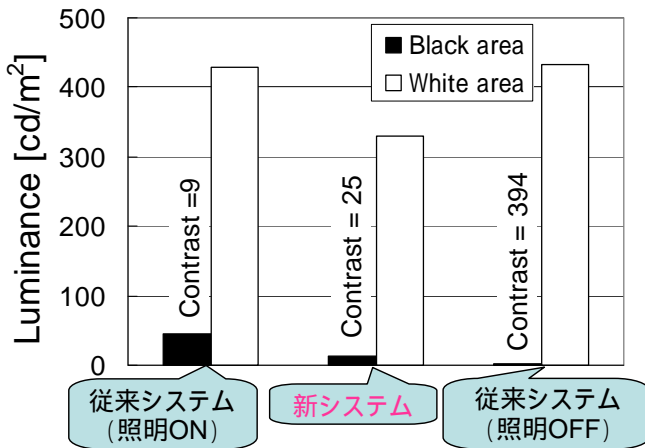 Luminance [cd/m²]
500
400
300
200
100
0
Black area
White area
Contrast =9
Contrast = 25
Contrast = 394
従来システム
(照明ON)
新システム
従来システム
(照明OFF)